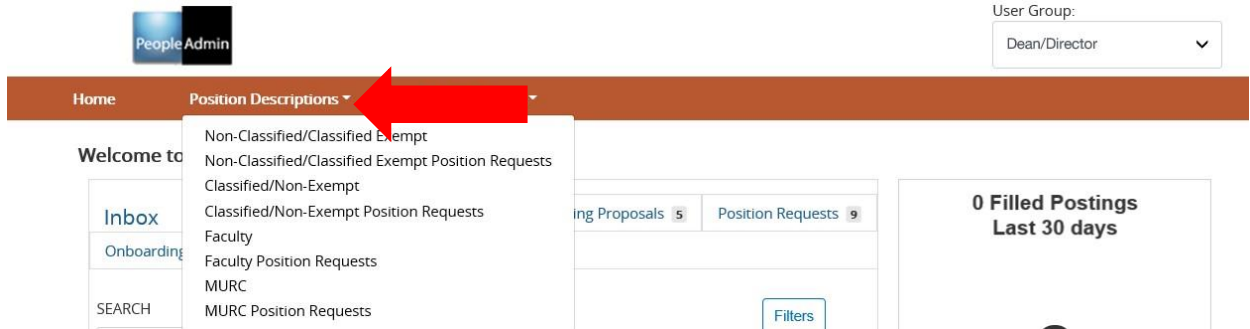 User Group:
PeopleAdmin
Dean/Director
Home Position Descriptions
Non-Classified/Classified Exempt
Welcome to
Non-Classified/Classified Exempt Position Requests
Classified/Non-Exempt
Inbox
Classified/Non-Exempt Position Requests
ing Proposals 5 Position Requests 9
0 Filled Postings
Last 30 days
Faculty
Onboarding
Faculty Position Requests
MURC
SEARCH
MURC Position Requests
Filters